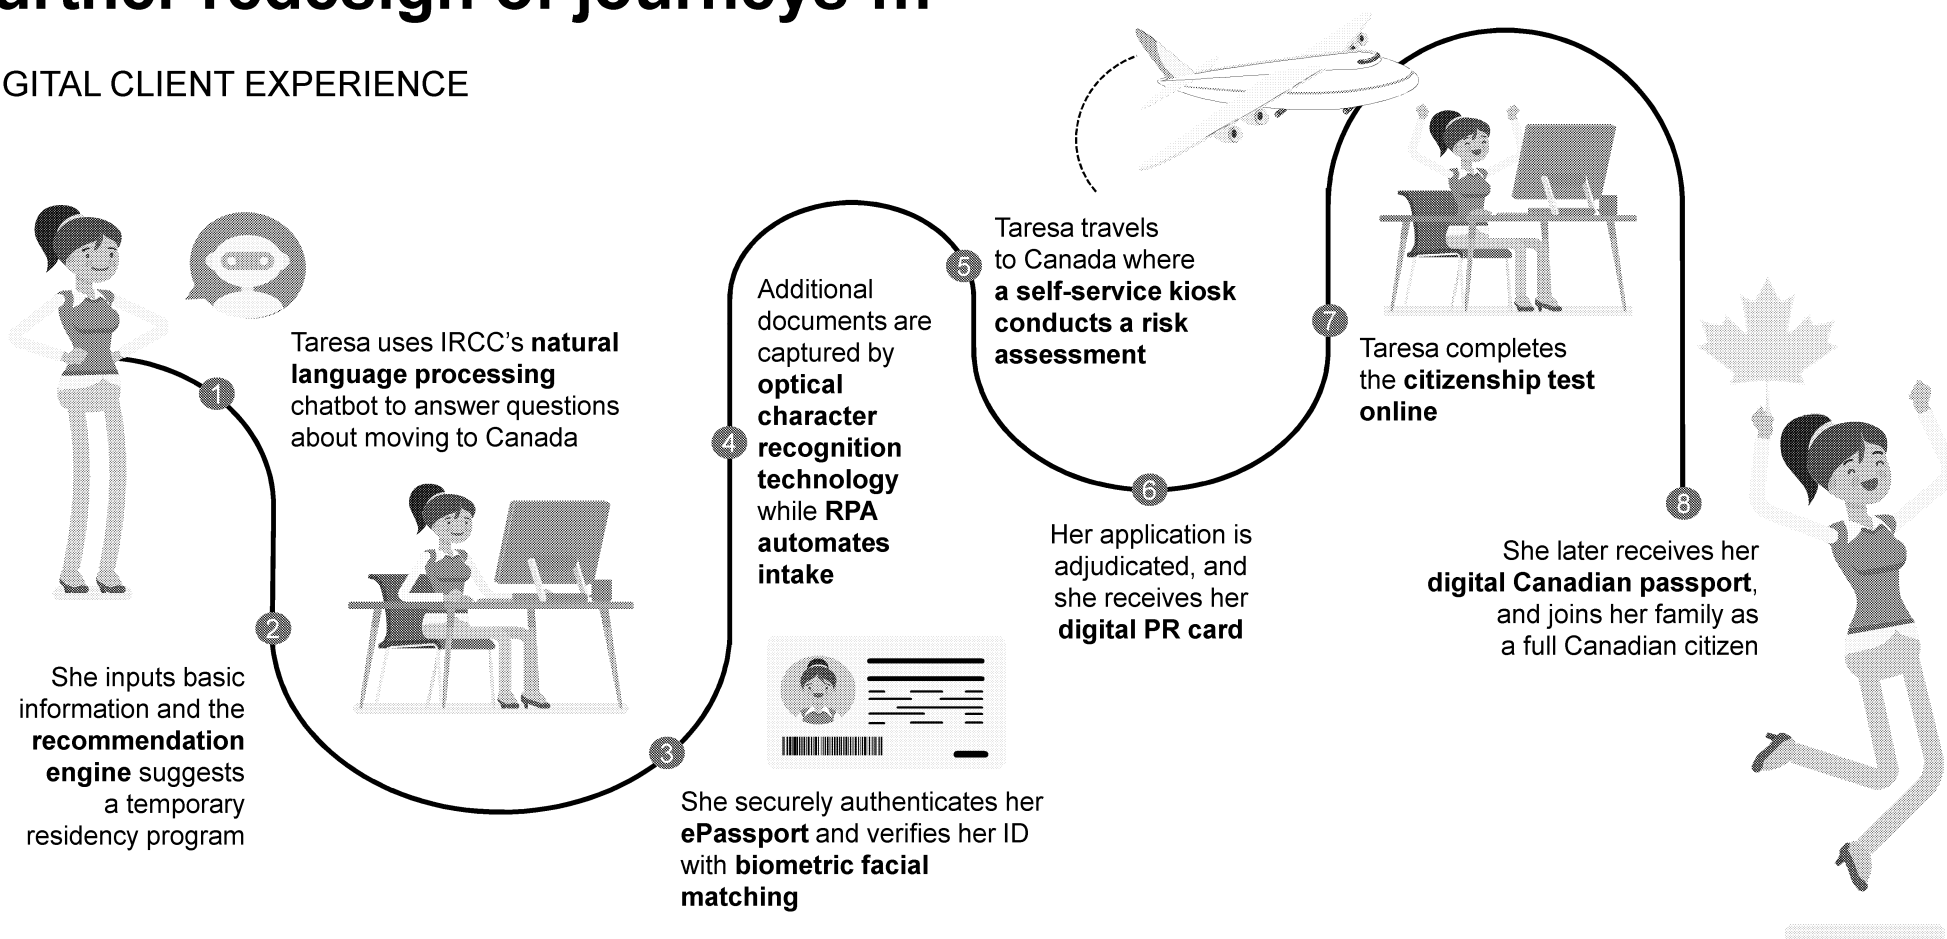 redesign of journeys
GITAL CLIENT EXPERIENCE
1
Taresa uses IRCC's natural
language processing
chatbot to answer questions
about moving to Canada
2
She inputs basic
information and the
recommendation
engine suggests
a temporary
residency program
3
She securely authenticates her
ePassport and verifies her ID
with biometric facial
matching
4
Additional
documents are
captured by
optical
character
recognition
technology
while RPA
automates
intake
5
Taresa travels
to Canada where
a self-service kiosk
conducts a risk
assessment
6
Her application is
adjudicated, and
she receives her
digital PR card
7
Taresa completes
the citizenship test
online
8
She later receives her
digital Canadian passport,
and joins her family as
a full Canadian citizen